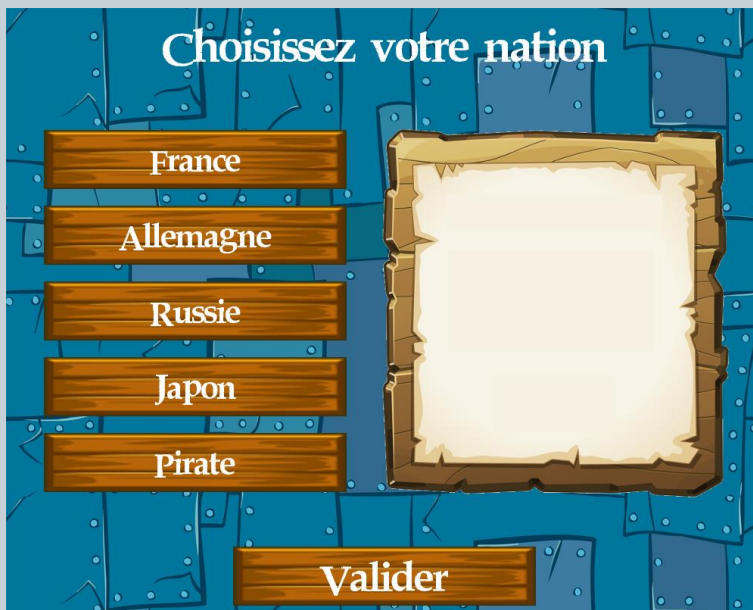 Choisissez votre nation
France
Allemagne
Russie
Japon
Pirate
Valider